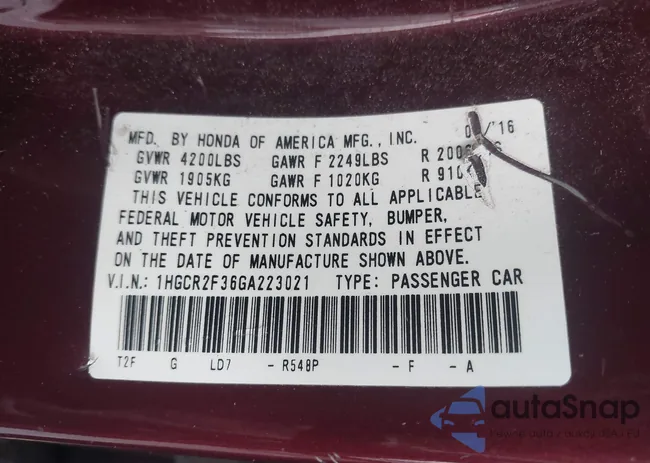 MFD. BY HONDA OF AMERICA MFG., INC. /'16
GVWR 4200LBS GAWR F 2249LBS R
GVWR 1905KG GAWR F 1020KG R
THIS VEHICLE CONFORMS TO ALL APPLICABLE
FEDERAL MOTOR VEHICLE SAFETY, BUMPER,
AND THEFT PREVENTION STANDARDS IN EFFECT
ON THE DATE OF MANUFACTURE SHOWN ABOVE.
V.I.N.: 1HGCR2F36GA223021 TYPE: PASSENGER CAR
T2F G LD7 - R548P - F - A
autaSnap